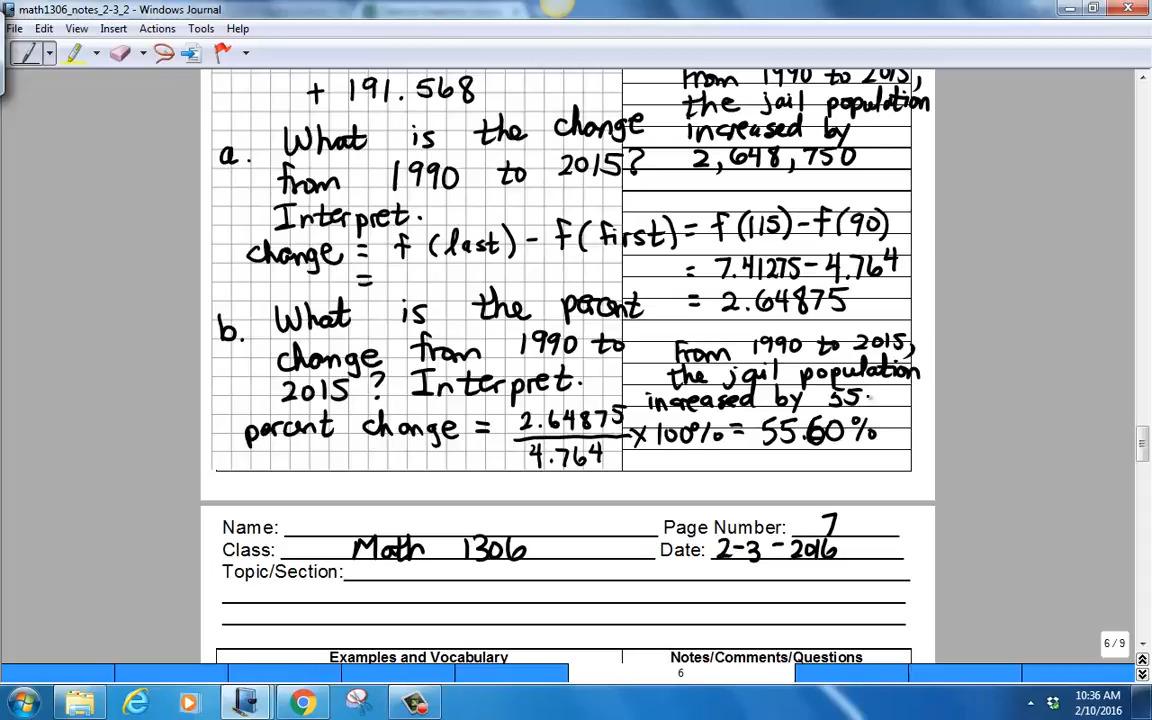 math1306_notes_2-3_2 - Windows Journal
File Edit View Insert Actions Tools Help
+ 191.568
a. What is the change
from 1990 to 2015?
Interpret.
change = f (last) - f (first) = f (115) - f (90)
=
= 7.41275 - 4.764
= 2.64875
from 1990 to 2015,
the jail population
increased by
2,648,750
b. What is the percent
change from 1990 to
2015? Interpret.
percent change = 2.64875 / 4.764 x 100% = 55.60%
From 1990 to 2015,
the jail population
increased by 55.
Name:
Page Number: 7
Class: Math 1306
Date: 2-3-2016
Topic/Section:
Examples and Vocabulary
Notes/Comments/Questions
6 / 9
6
10:36 AM
2/10/2016